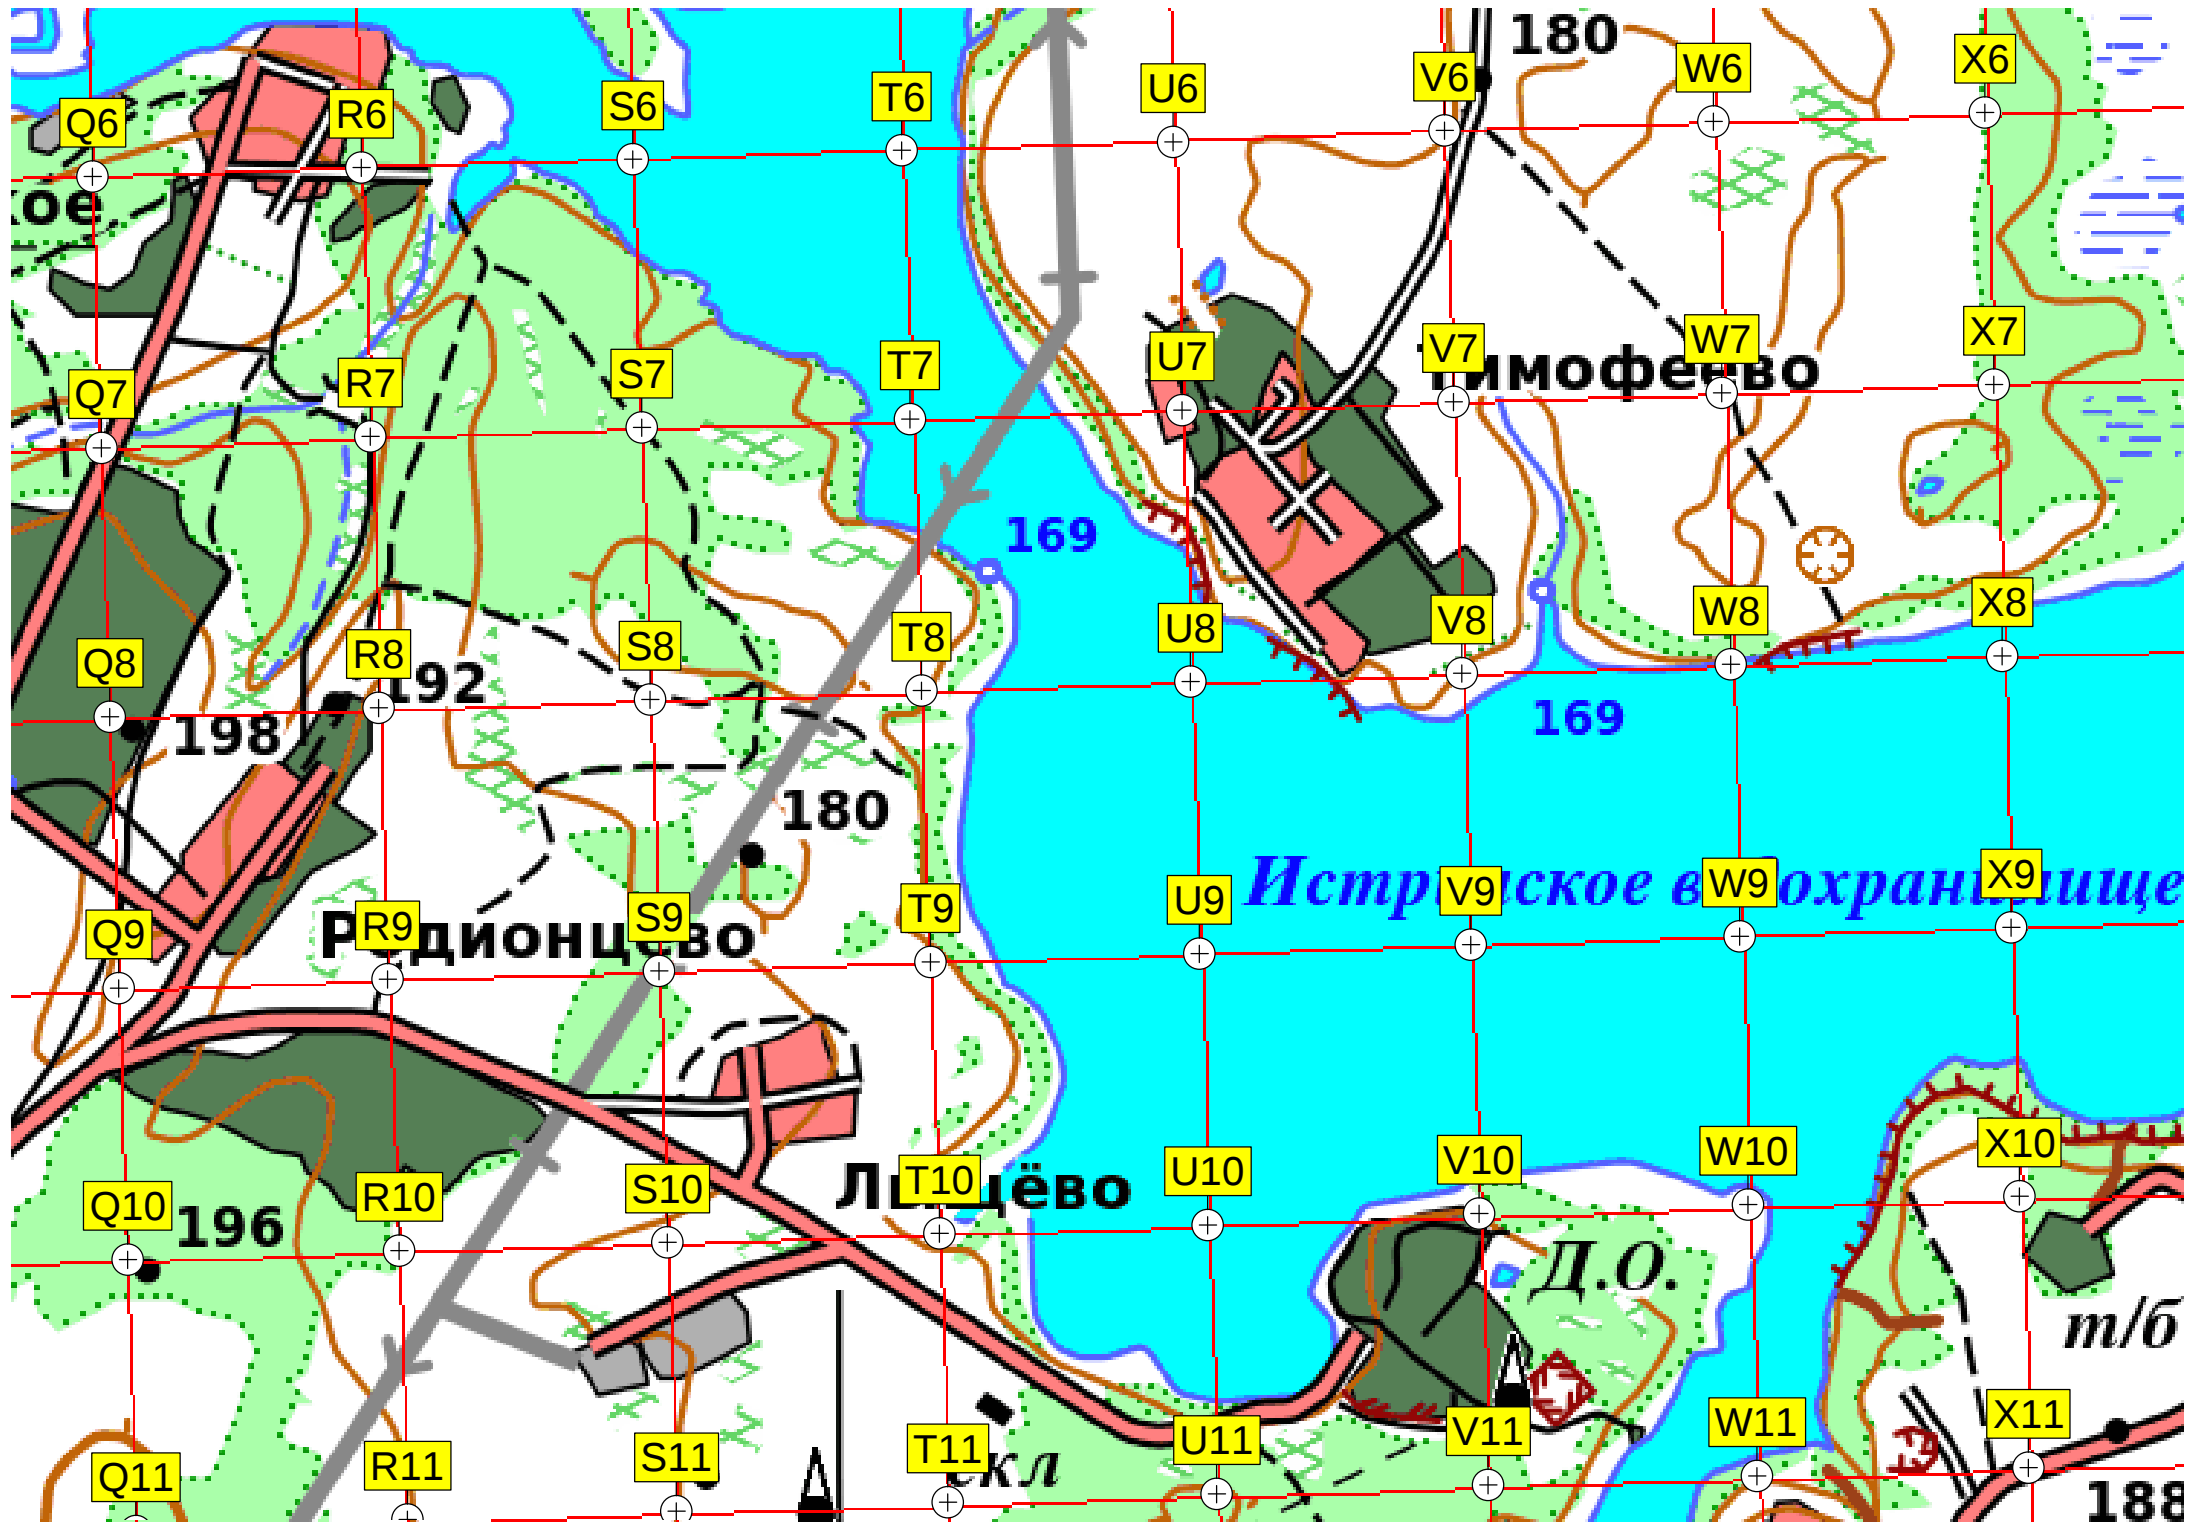 180
Q6 R6 S6 T6 U6 V6 W6 X6
169
Q7 R7 S7 T7 U7 V7 W7 X7
192
198
Q8 R8 S8 T8 U8 V8 W8 X8
169
180
Q9 R9 S9 T9 U9 V9 W9 X9
196
Q10 R10 S10 T10 U10 V10 W10 X10
Д.О.
т/б
Q11 R11 S11 T11 U11 V11 W11 X11
188